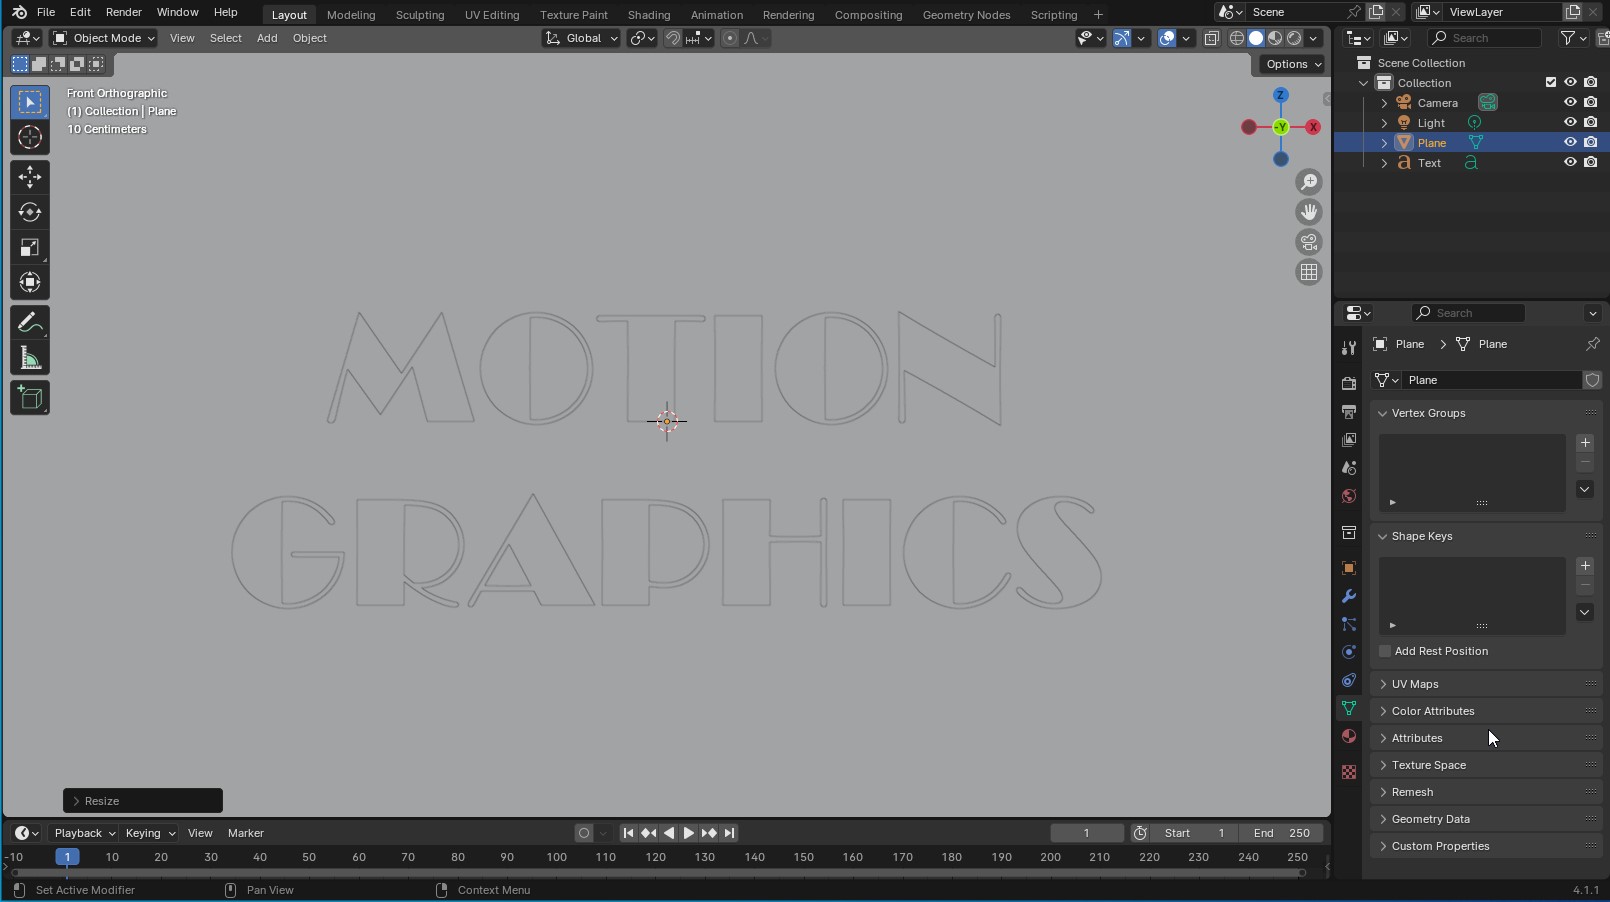 File Edit Render Window Help Layout Modeling Sculpting UV Editing Texture Paint Shading Animation Rendering Compositing Geometry Nodes Scripting + Scene ViewLayer
Object Mode View Select Add Object Global Search
Options
Front Orthographic
(1) Collection | Plane
10 Centimeters
Z
-Y X
Scene Collection
Collection
Camera
Light
Plane
Text
MOTION
GRAPHICS
Search
Plane > Plane
Plane
Vertex Groups
Shape Keys
Add Rest Position
UV Maps
Color Attributes
Attributes
Texture Space
Remesh
Geometry Data
Custom Properties
Resize
Playback Keying View Marker 1 Start 1 End 250
-10 1 10 20 30 40 50 60 70 80 90 100 110 120 130 140 150 160 170 180 190 200 210 220 230 240 250
Set Active Modifier Pan View Context Menu 4.1.1